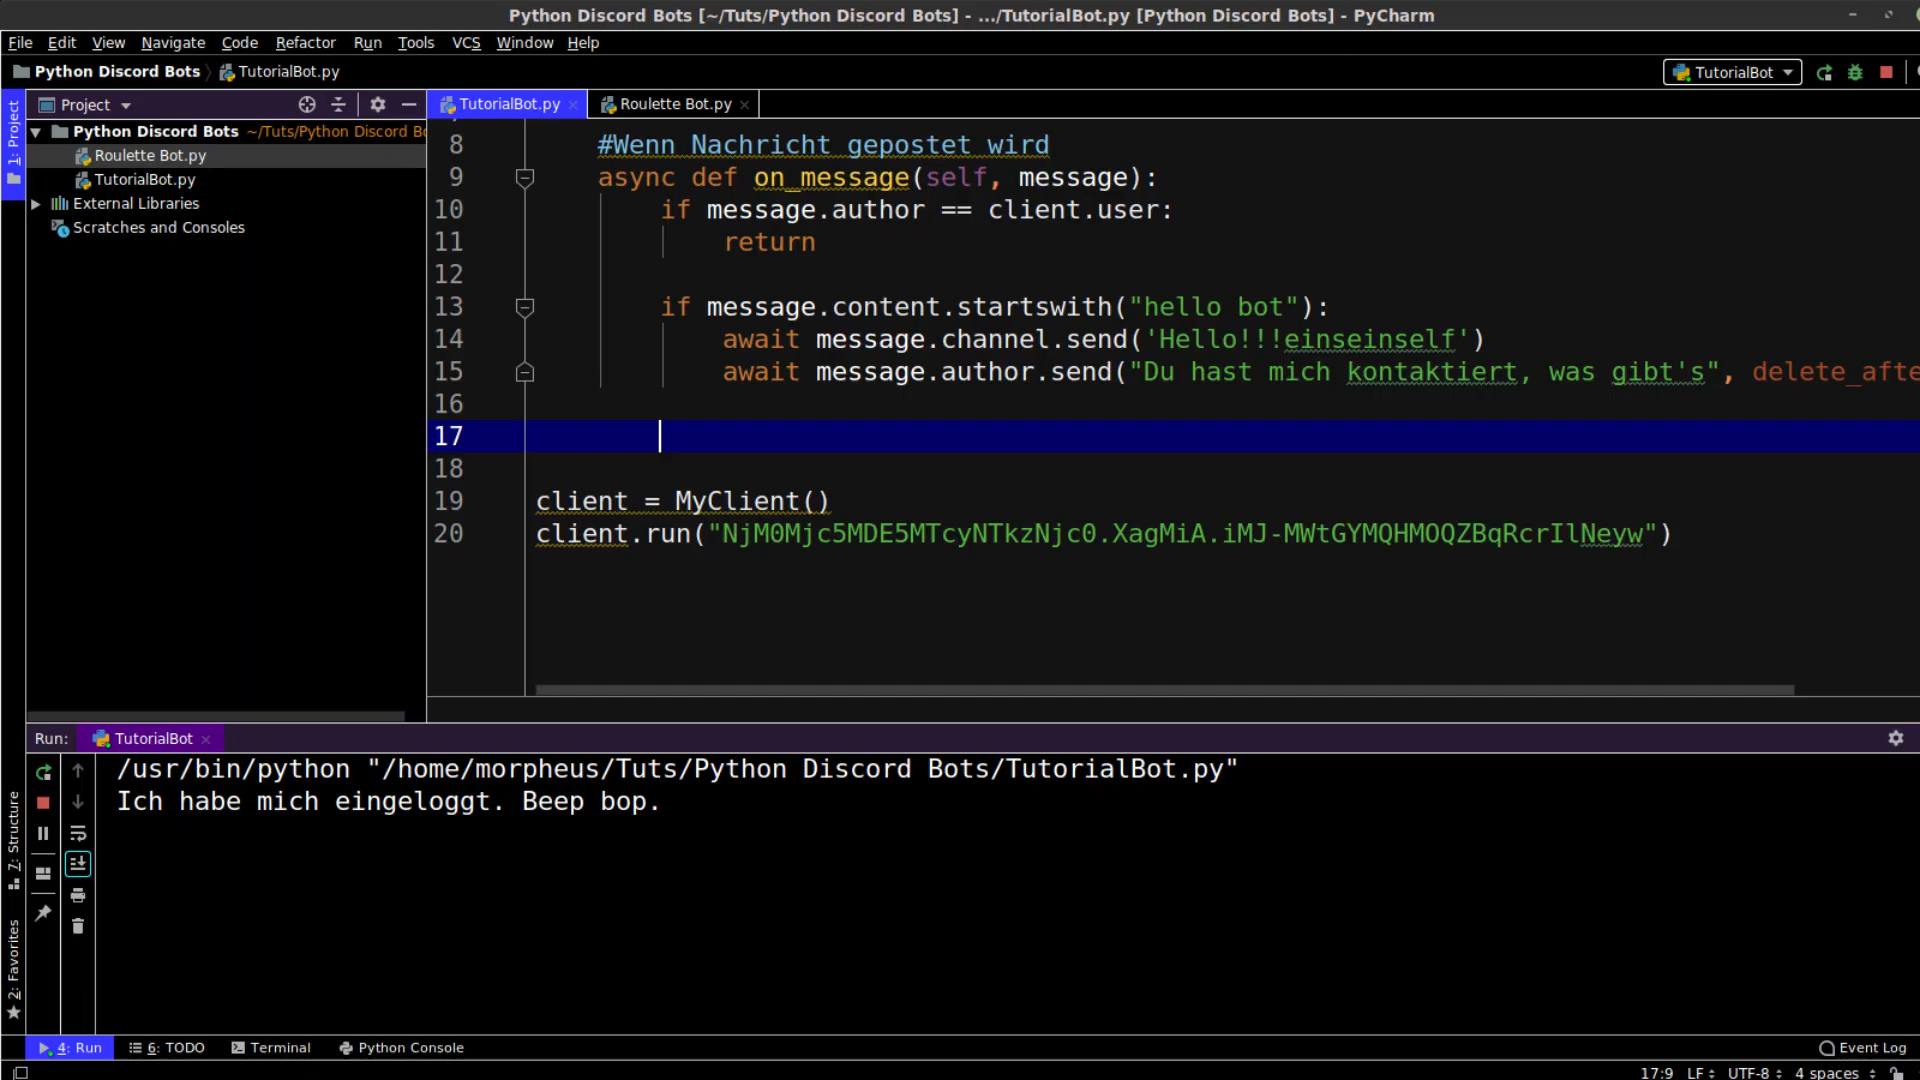 Python Discord Bots [~/Tuts/Python Discord Bots] - .../TutorialBot.py [Python Discord Bots] - PyCharm
File Edit View Navigate Code Refactor Run Tools VCS Window Help
Python Discord Bots TutorialBot.py TutorialBot
1: Project
Project
TutorialBot.py Roulette Bot.py
Python Discord Bots ~/Tuts/Python Discord Bo
Roulette Bot.py
TutorialBot.py
External Libraries
Scratches and Consoles
8 #Wenn Nachricht gepostet wird
9 async def on_message(self, message):
10 if message.author == client.user:
11 return
12
13 if message.content.startswith("hello bot"):
14 await message.channel.send('Hello!!!einseinself')
15 await message.author.send("Du hast mich kontaktiert, was gibt's", delete_afte
16
17
18
19 client = MyClient()
20 client.run("NjM0Mjc5MDE5MTcyNTkzNjc0.XagMiA.iMJ-MWtGYMQHMOQZBqRcrIlNeyw")
Run: TutorialBot
/usr/bin/python "/home/morpheus/Tuts/Python Discord Bots/TutorialBot.py"
Ich habe mich eingeloggt. Beep bop.
7: Structure
2: Favorites
4: Run 6: TODO Terminal Python Console Event Log
17:9 LF UTF-8 4 spaces